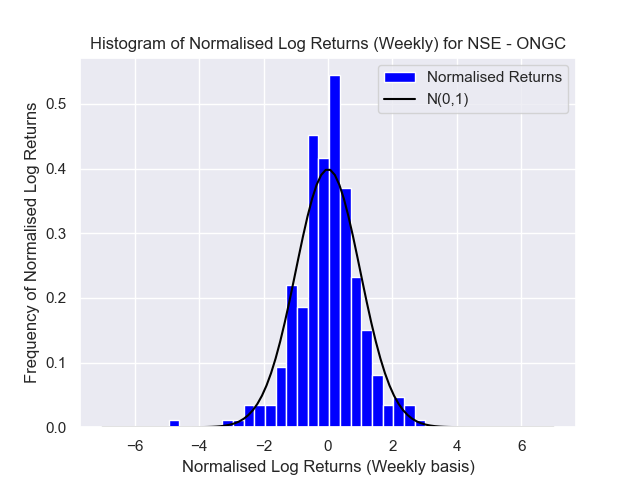 Histogram of Normalised Log Returns (Weekly) for NSE - ONGC
Normalised Returns
N(0,1)
Frequency of Normalised Log Returns
0.5
0.4
0.3
0.2
0.1
0.0
−6 −4 −2 0 2 4 6
Normalised Log Returns (Weekly basis)